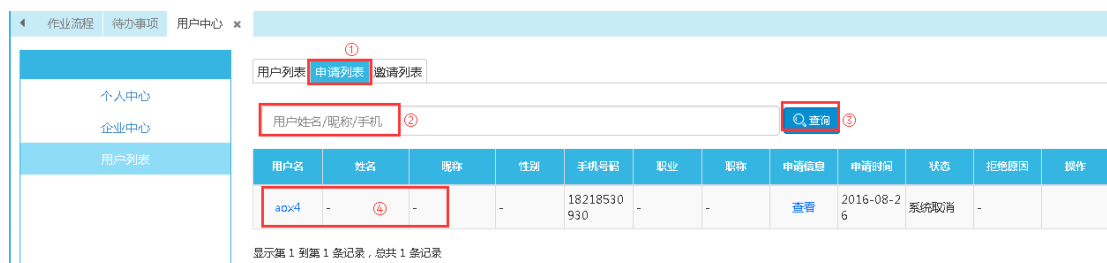 作业流程 待办事项 用户中心 ×
①
用户列表 申请列表 邀请列表
个人中心
企业中心
用户列表
用户姓名/昵称/手机 ② 查询 ③
用户名 姓名 昵称 性别 手机号码 职业 职称 申请信息 申请时间 状态 拒绝原因 操作
aox4 - ④ - - 18218530 - - 查看 2016-08-2 系统取消 -
930 6
显示第 1 到第 1 条记录，总共 1 条记录